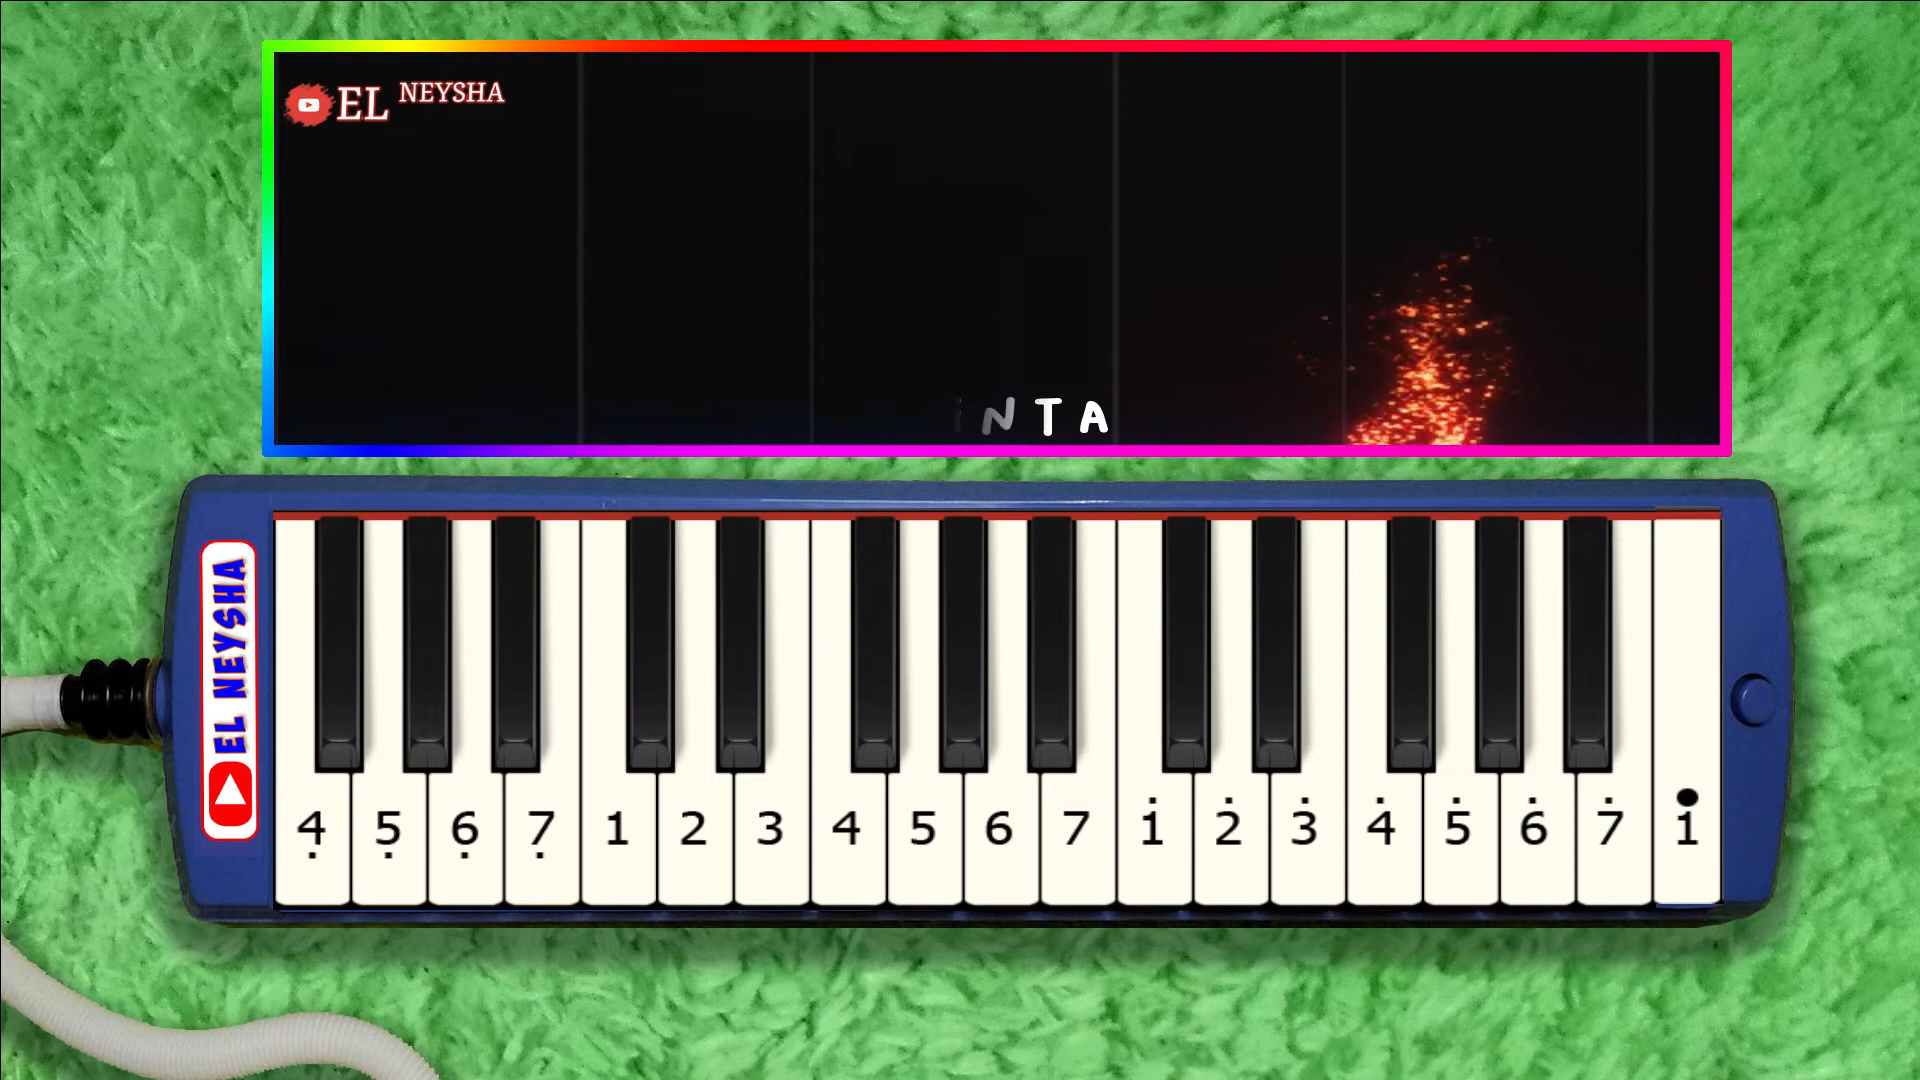 EL NEYSHA
iNTA
EL NEYSHA
4̣ 5̣ 6̣ 7̣ 1 2 3 4 5 6 7 1̇ 2̇ 3̇ 4̇ 5̇ 6̇ 7̇ 1̇